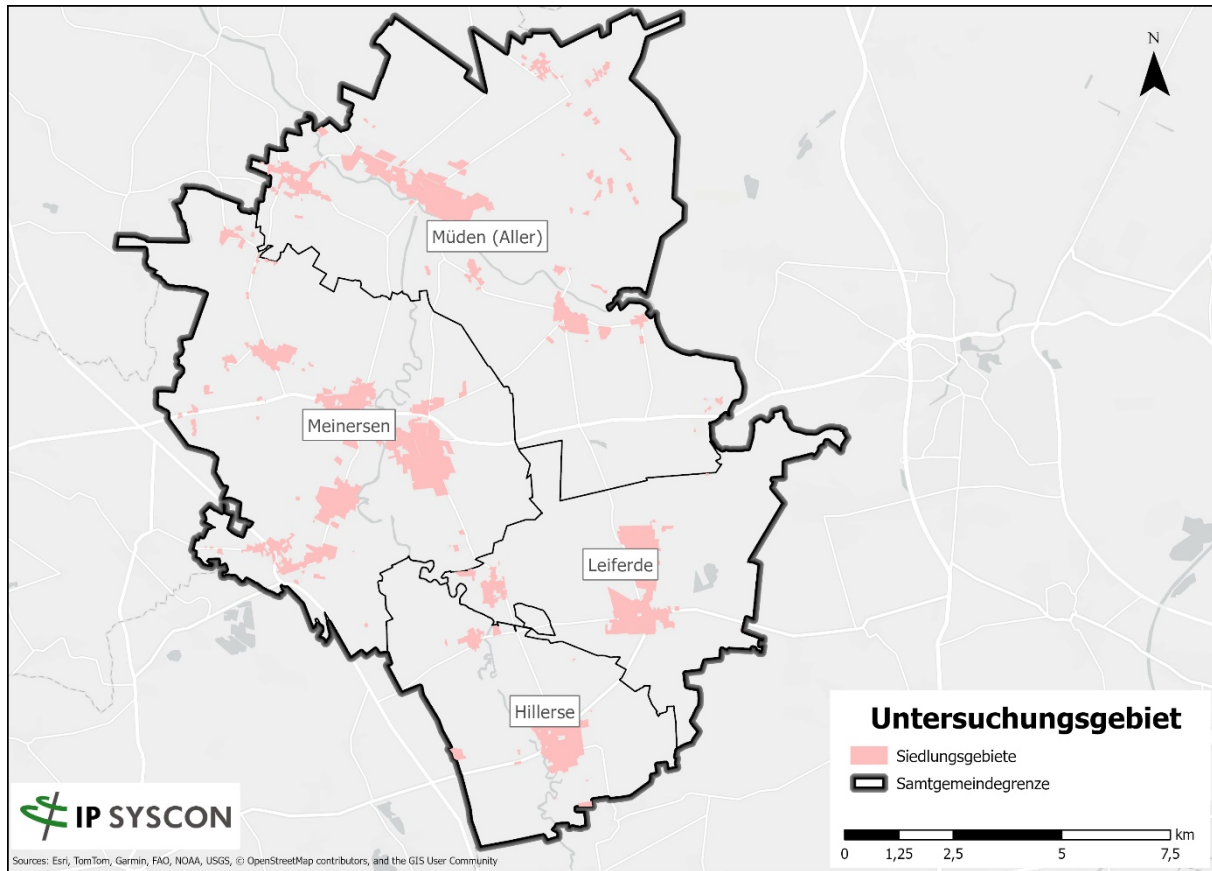 N
Müden (Aller)
Meinersen
Leiferde
Hillerse
Untersuchungsgebiet
Siedlungsgebiete
Samtgemeindegrenze
km
0 1,25 2,5 5 7,5
IP SYSCON
Sources: Esri, TomTom, Garmin, FAO, NOAA, USGS, © OpenStreetMap contributors, and the GIS User Community